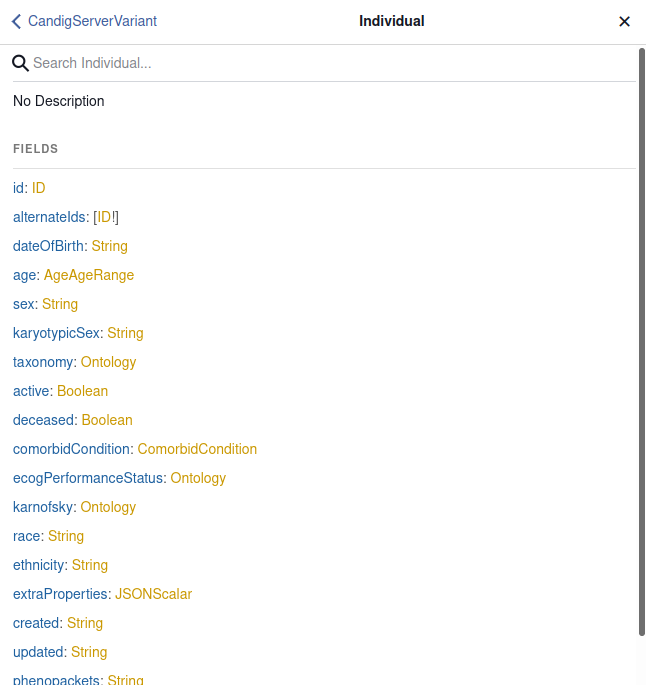 CandigServerVariant
Individual
Search Individual...
No Description
FIELDS
id: ID
alternateIds: [ID!]
dateOfBirth: String
age: AgeAgeRange
sex: String
karyotypicSex: String
taxonomy: Ontology
active: Boolean
deceased: Boolean
comorbidCondition: ComorbidCondition
ecogPerformanceStatus: Ontology
karnofsky: Ontology
race: String
ethnicity: String
extraProperties: JSONScalar
created: String
updated: String
phenopackets: String